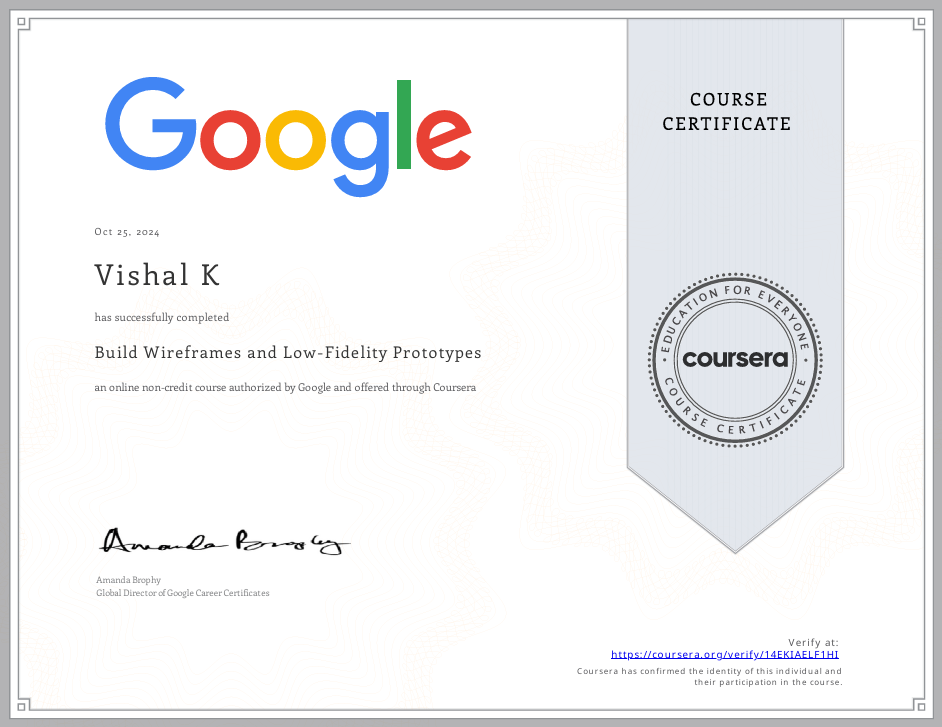 Google
COURSE
CERTIFICATE
Oct 25, 2024
Vishal K
has successfully completed
Build Wireframes and Low-Fidelity Prototypes
an online non-credit course authorized by Google and offered through Coursera
• EDUCATION FOR EVERYONE •
coursera
COURSE CERTIFICATE
Amanda Brophy
Amanda Brophy
Global Director of Google Career Certificates
Verify at:
https://coursera.org/verify/14EKIAELF1HI
Coursera has confirmed the identity of this individual and
their participation in the course.